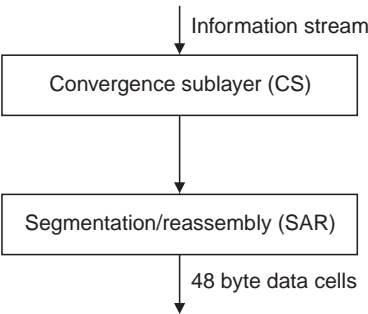 Information stream
Convergence sublayer (CS)
Segmentation/reassembly (SAR)
48 byte data cells